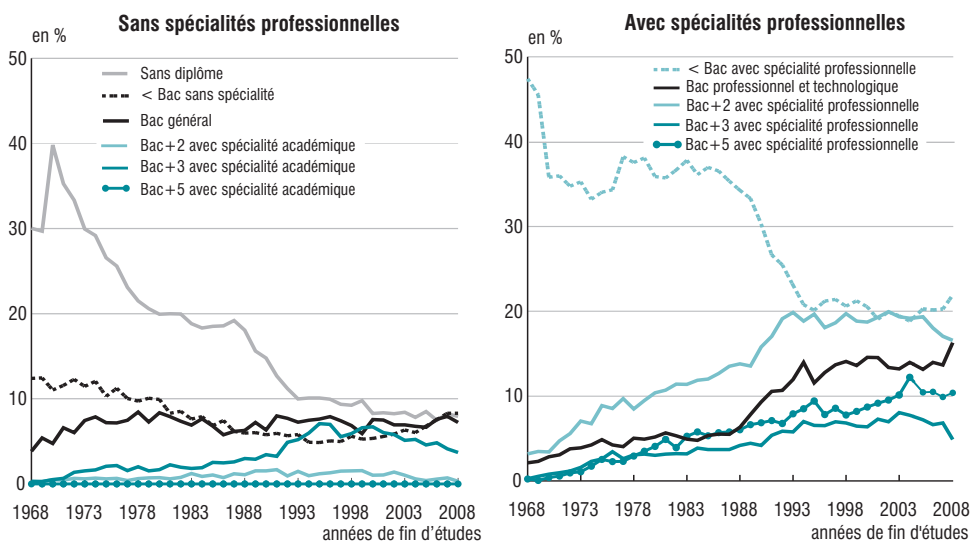 Sans spécialités professionnelles
en %
50
40
30
20
10
0
Sans diplôme
< Bac sans spécialité
Bac général
Bac+2 avec spécialité académique
Bac+3 avec spécialité académique
Bac+5 avec spécialité académique
1968 1973 1978 1983 1988 1993 1998 2003 2008
années de fin d’études
Avec spécialités professionnelles
en %
50
40
30
20
10
0
< Bac avec spécialité professionnelle
Bac professionnel et technologique
Bac+2 avec spécialité professionnelle
Bac+3 avec spécialité professionnelle
Bac+5 avec spécialité professionnelle
1968 1973 1978 1983 1988 1993 1998 2003 2008
années de fin d'études